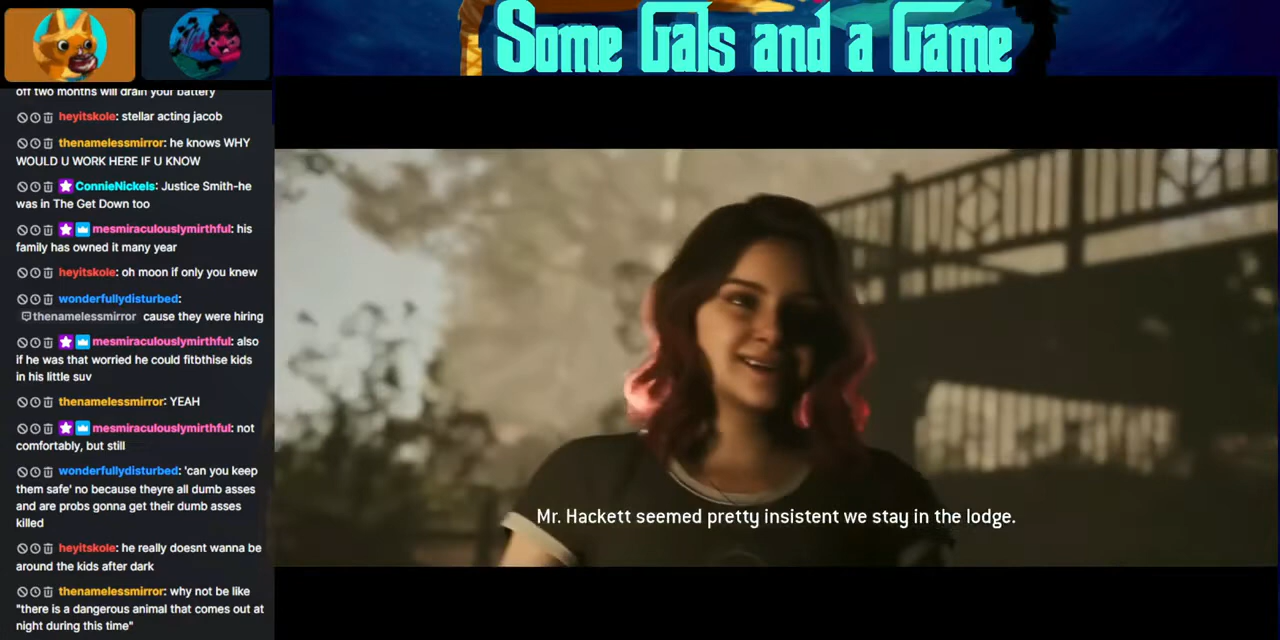 Some Gals and a Game
off two months will drain your battery
heyitskole: stellar acting jacob
thenamelessmirror: he knows WHY
WOULD U WORK HERE IF U KNOW
ConnieNickels: Justice Smith-he
was in The Get Down too
mesmiraculouslymirthful: his
family has owned it many year
heyitskole: oh moon if only you knew
wonderfullydisturbed:
thenamelessmirror cause they were hiring
mesmiraculouslymirthful: also
if he was that worried he could fitbthise kids
in his little suv
thenamelessmirror: YEAH
mesmiraculouslymirthful: not
comfortably, but still
wonderfullydisturbed: 'can you keep
them safe' no because theyre all dumb asses
and are probs gonna get their dumb asses
killed
heyitskole: he really doesnt wanna be
around the kids after dark
thenamelessmirror: why not be like
"there is a dangerous animal that comes out at
night during this time"
Mr. Hackett seemed pretty insistent we stay in the lodge.